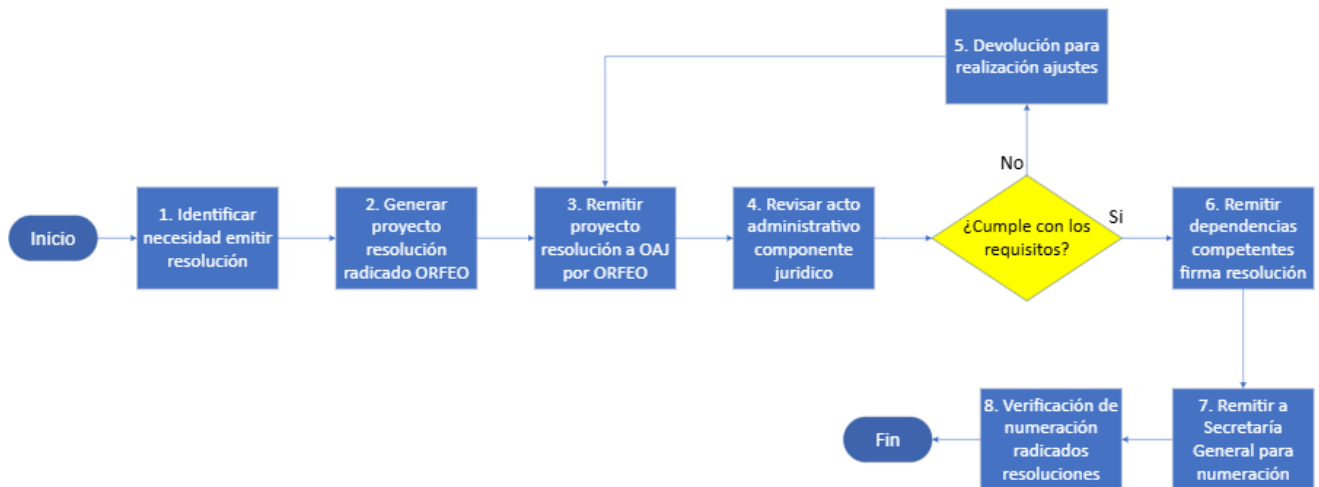 Inicio
1. Identificar
necesidad emitir
resolución
2. Generar
proyecto
resolución
radicado ORFEO
3. Remitir
proyecto
resolución a OAJ
por ORFEO
4. Revisar acto
administrativo
componente
juridico
¿Cumple con los
requisitos?
No
5. Devolución para
realización ajustes
Si
6. Remitir
dependencias
competentes
firma resolución
7. Remitir a
Secretaría
General para
numeración
8. Verificación de
numeración
radicados
resoluciones
Fin